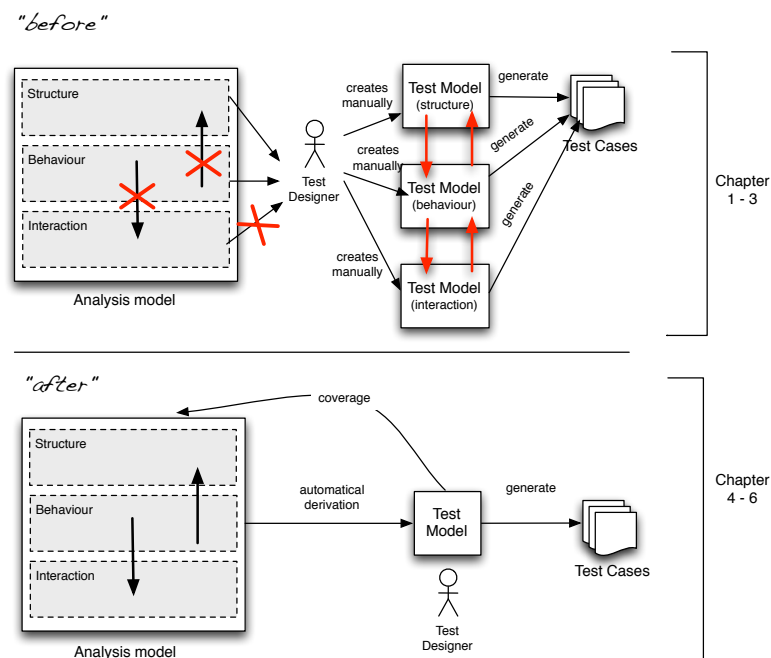 "before"
Structure
Behaviour
Interaction
Analysis model
Test
Designer
creates
manually
creates
manually
creates
manually
Test Model
(structure)
Test Model
(behaviour)
Test Model
(interaction)
generate
generate
generate
Test Cases
Chapter
1 - 3
"after"
Structure
Behaviour
Interaction
Analysis model
coverage
automatical
derivation
Test
Model
Test
Designer
generate
Test Cases
Chapter
4 - 6